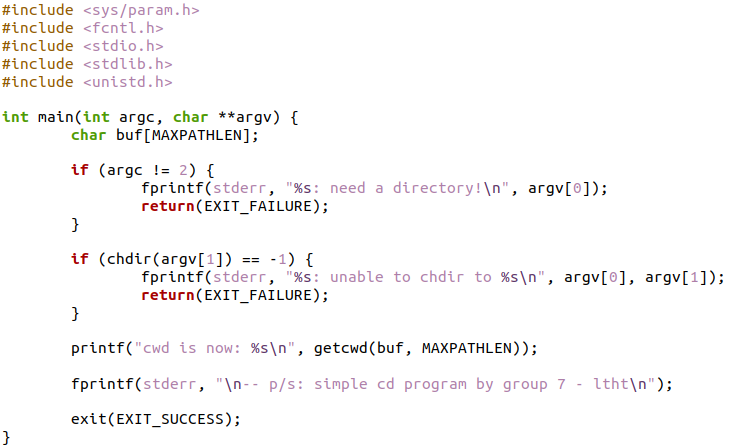 #include <sys/param.h>
#include <fcntl.h>
#include <stdio.h>
#include <stdlib.h>
#include <unistd.h>

int main(int argc, char **argv) {
        char buf[MAXPATHLEN];

        if (argc != 2) {
                fprintf(stderr, "%s: need a directory!\n", argv[0]);
                return(EXIT_FAILURE);
        }

        if (chdir(argv[1]) == -1) {
                fprintf(stderr, "%s: unable to chdir to %s\n", argv[0], argv[1]);
                return(EXIT_FAILURE);
        }

        printf("cwd is now: %s\n", getcwd(buf, MAXPATHLEN));

        fprintf(stderr, "\n-- p/s: simple cd program by group 7 - ltht\n");

        exit(EXIT_SUCCESS);
}